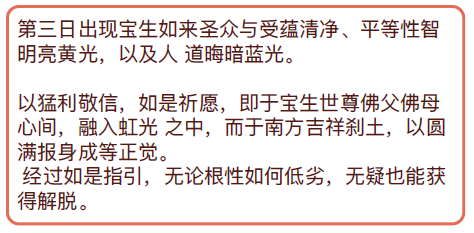 第三日出现宝生如来圣众与受蕴清净、平等性智
明亮黄光，以及人 道晦暗蓝光。
以猛利敬信，如是祈愿，即于宝生世尊佛父佛母
心间，融入虹光 之中，而于南方吉祥刹土，以圆
满报身成等正觉。
经过如是指引，无论根性如何低劣，无疑也能获
得解脱。